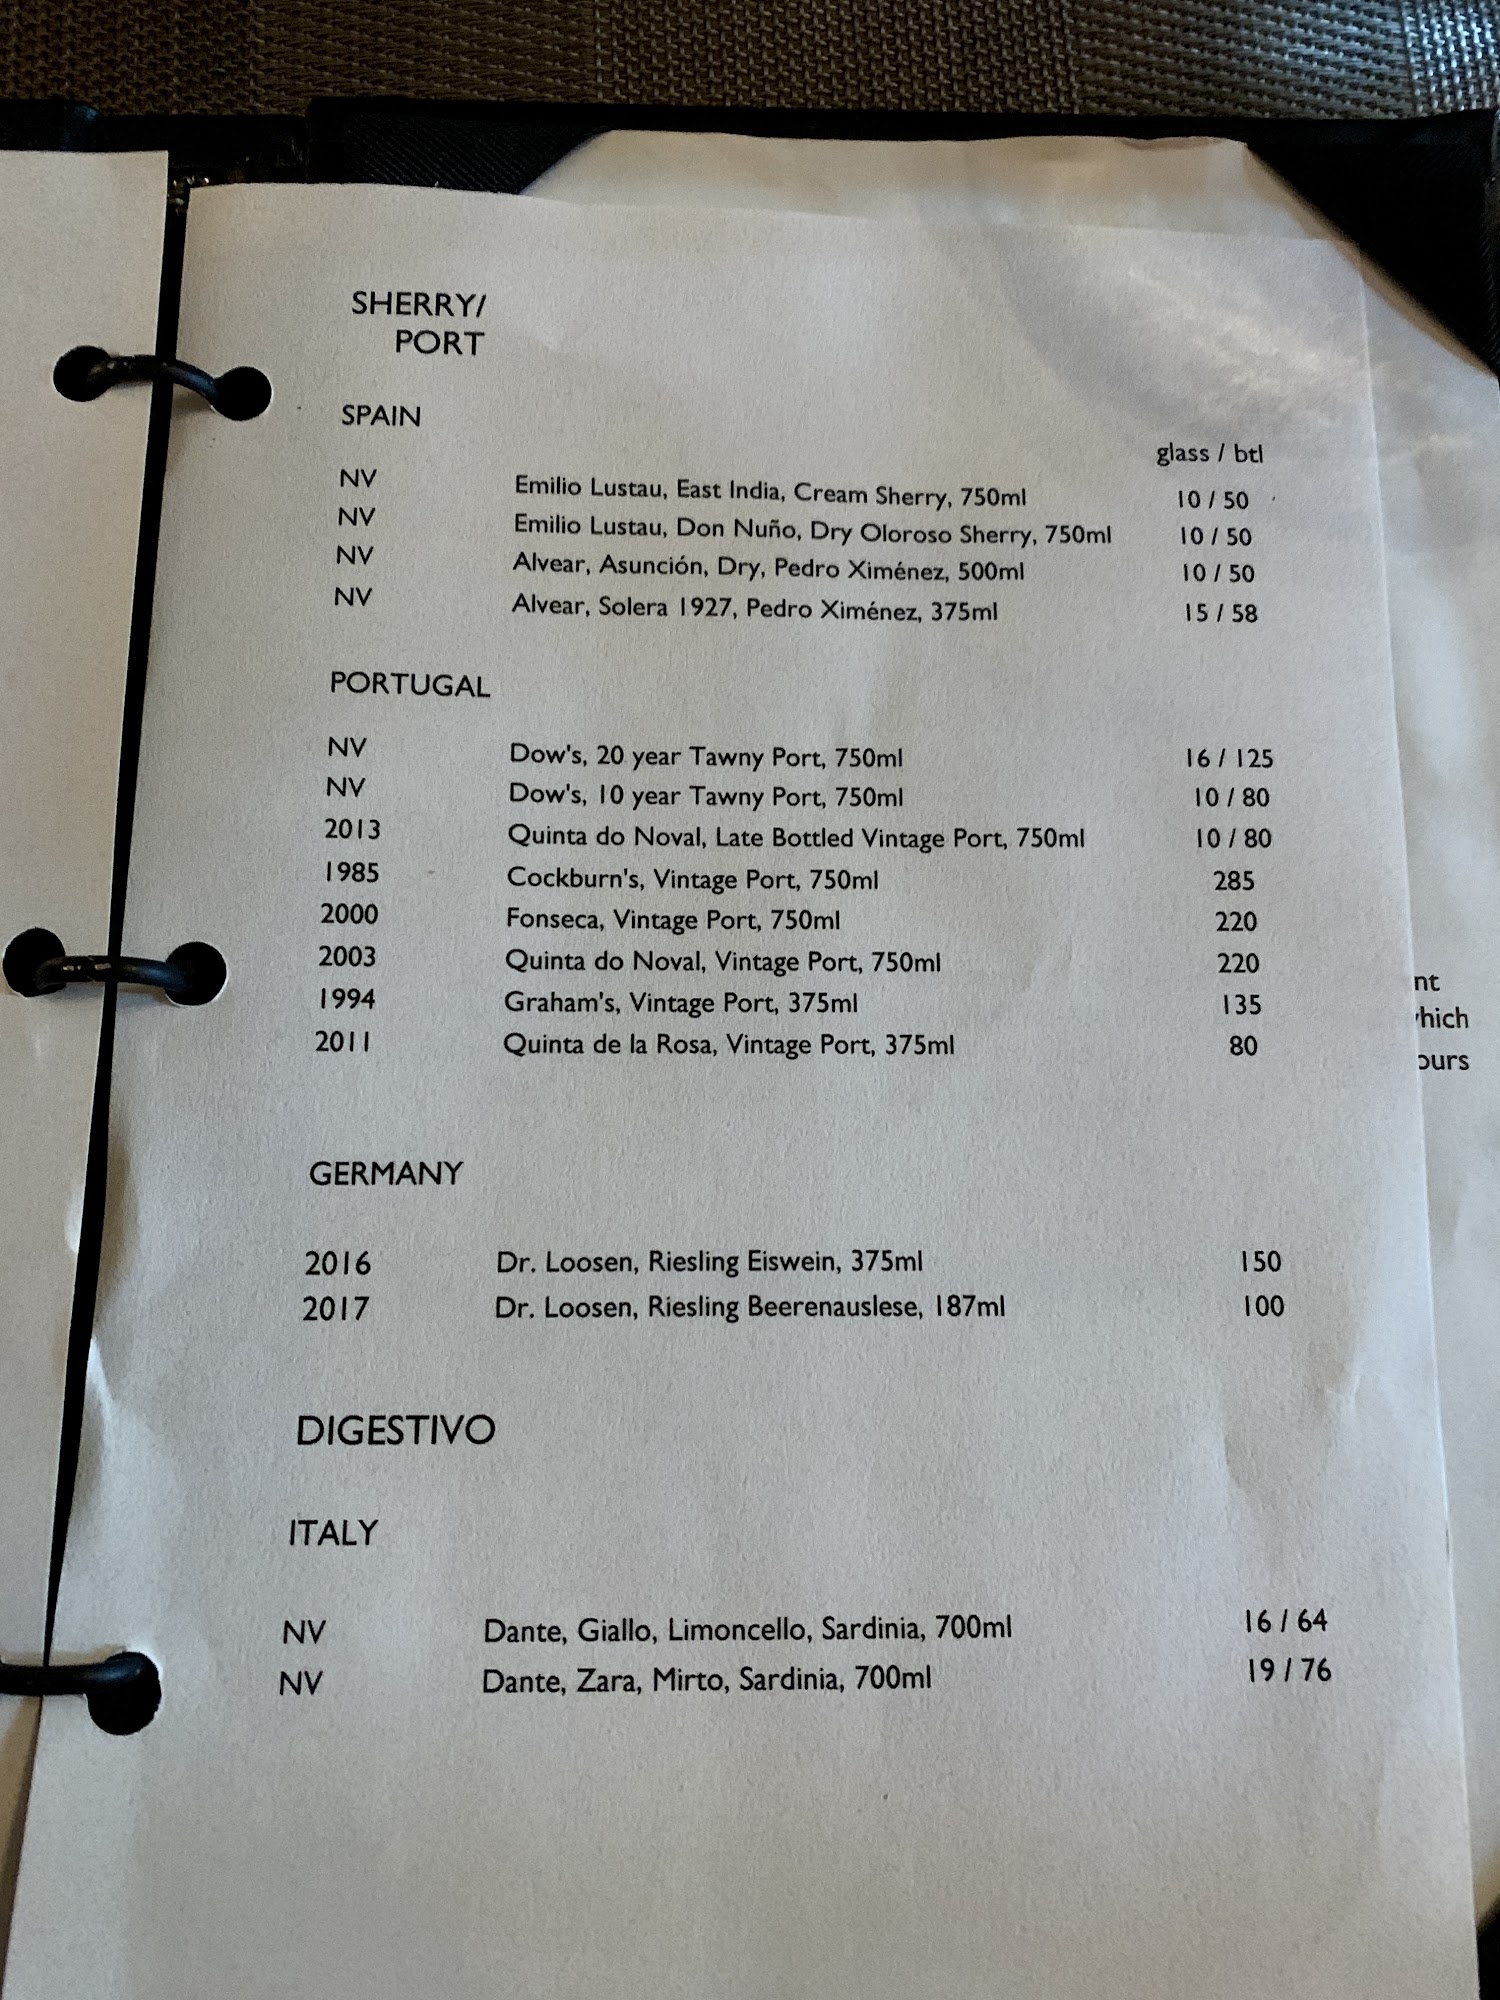 SHERRY/
PORT
SPAIN
glass / btl
NV Emilio Lustau, East India, Cream Sherry, 750ml 10 / 50
NV Emilio Lustau, Don Nuño, Dry Oloroso Sherry, 750ml 10 / 50
NV Alvear, Asunción, Dry, Pedro Ximénez, 500ml 10 / 50
NV Alvear, Solera 1927, Pedro Ximénez, 375ml 15 / 58
PORTUGAL
NV Dow's, 20 year Tawny Port, 750ml 16 / 125
NV Dow's, 10 year Tawny Port, 750ml 10 / 80
2013 Quinta do Noval, Late Bottled Vintage Port, 750ml 10 / 80
1985 Cockburn's, Vintage Port, 750ml 285
2000 Fonseca, Vintage Port, 750ml 220
2003 Quinta do Noval, Vintage Port, 750ml 220
1994 Graham's, Vintage Port, 375ml 135
2011 Quinta de la Rosa, Vintage Port, 375ml 80
GERMANY
2016 Dr. Loosen, Riesling Eiswein, 375ml 150
2017 Dr. Loosen, Riesling Beerenauslese, 187ml 100
DIGESTIVO
ITALY
NV Dante, Giallo, Limoncello, Sardinia, 700ml 16 / 64
NV Dante, Zara, Mirto, Sardinia, 700ml 19 / 76